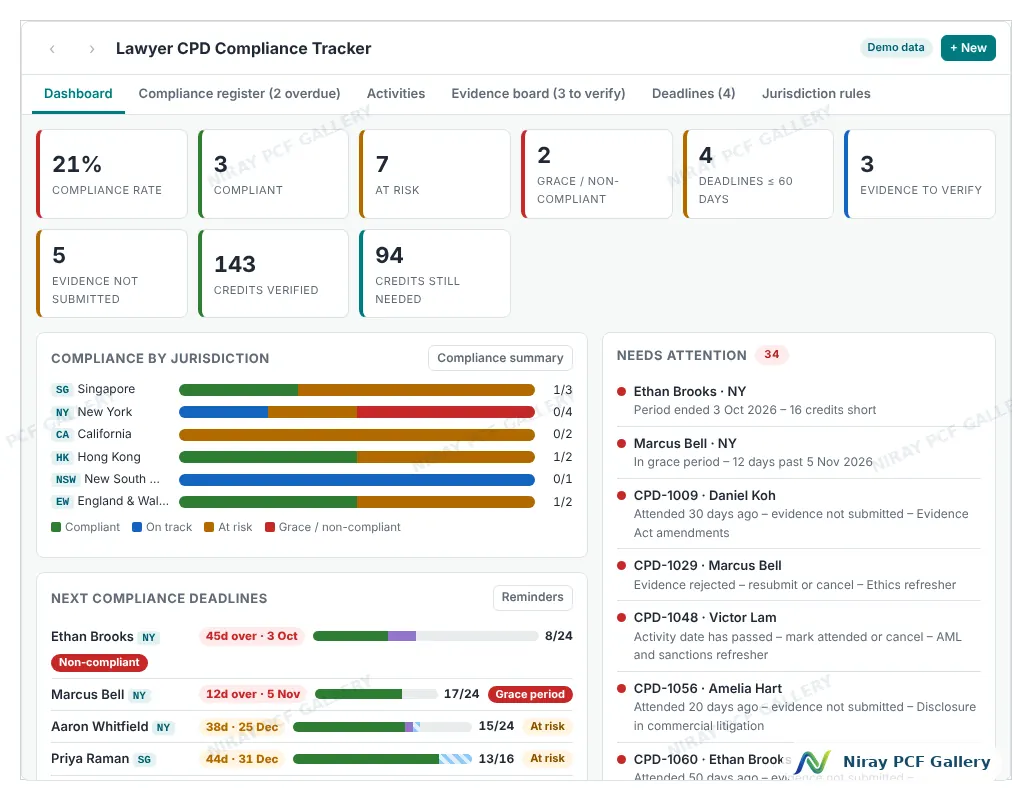 Lawyer CPD Compliance Tracker
Demo data
+ New
Dashboard
Compliance register (2 overdue)
Activities
Evidence board (3 to verify)
Deadlines (4)
Jurisdiction rules
21%
COMPLIANCE RATE
3
COMPLIANT
7
AT RISK
2
GRACE / NON-
COMPLIANT
4
DEADLINES ≤ 60
DAYS
3
EVIDENCE TO VERIFY
5
EVIDENCE NOT
SUBMITTED
143
CREDITS VERIFIED
94
CREDITS STILL
NEEDED
COMPLIANCE BY JURISDICTION
Compliance summary
SG Singapore 1/3
NY New York 0/4
CA California 0/2
HK Hong Kong 1/2
NSW New South ... 0/1
EW England & Wal... 1/2
Compliant On track At risk Grace / non-compliant
NEXT COMPLIANCE DEADLINES
Reminders
Ethan Brooks NY 45d over · 3 Oct 8/24
Non-compliant
Marcus Bell NY 12d over · 5 Nov 17/24 Grace period
Aaron Whitfield NY 38d · 25 Dec 15/24 At risk
Priya Raman SG 44d · 31 Dec 13/16 At risk
NEEDS ATTENTION 34
Ethan Brooks · NY
Period ended 3 Oct 2026 – 16 credits short
Marcus Bell · NY
In grace period – 12 days past 5 Nov 2026
CPD-1009 · Daniel Koh
Attended 30 days ago – evidence not submitted – Evidence
Act amendments
CPD-1029 · Marcus Bell
Evidence rejected – resubmit or cancel – Ethics refresher
CPD-1048 · Victor Lam
Activity date has passed – mark attended or cancel – AML
and sanctions refresher
CPD-1056 · Amelia Hart
Attended 20 days ago – evidence not submitted – Disclosure
in commercial litigation
CPD-1060 · Ethan Brooks
Attended 50 days ago – evidence not submitted –
Niray PCF Gallery
NIRAY PCF GALLERY